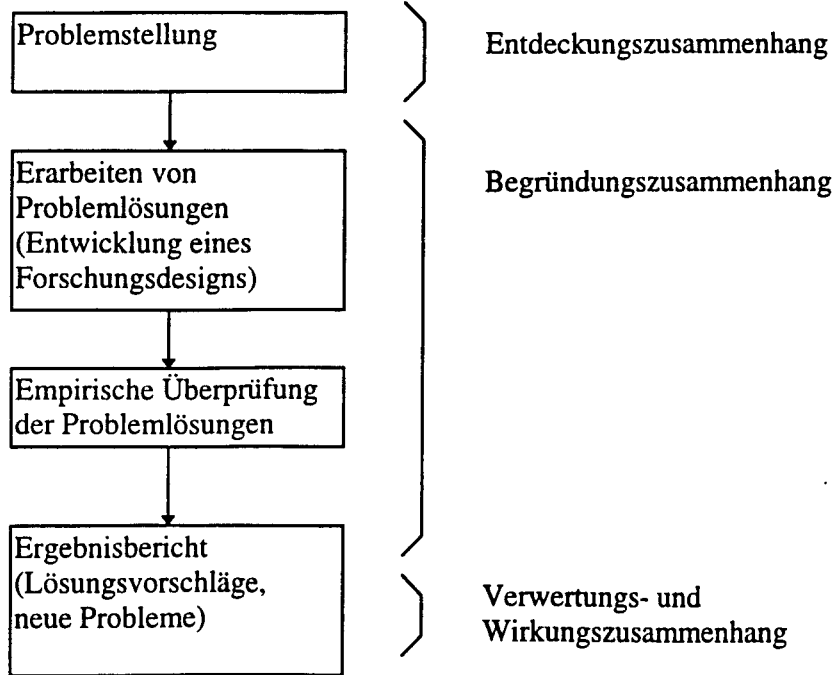 Problemstellung
Entdeckungszusammenhang
Erarbeiten von
Problemlösungen
(Entwicklung eines
Forschungsdesigns)
Begründungszusammenhang
Empirische Überprüfung
der Problemlösungen
Ergebnisbericht
(Lösungsvorschläge,
neue Probleme)
Verwertungs- und
Wirkungszusammenhang